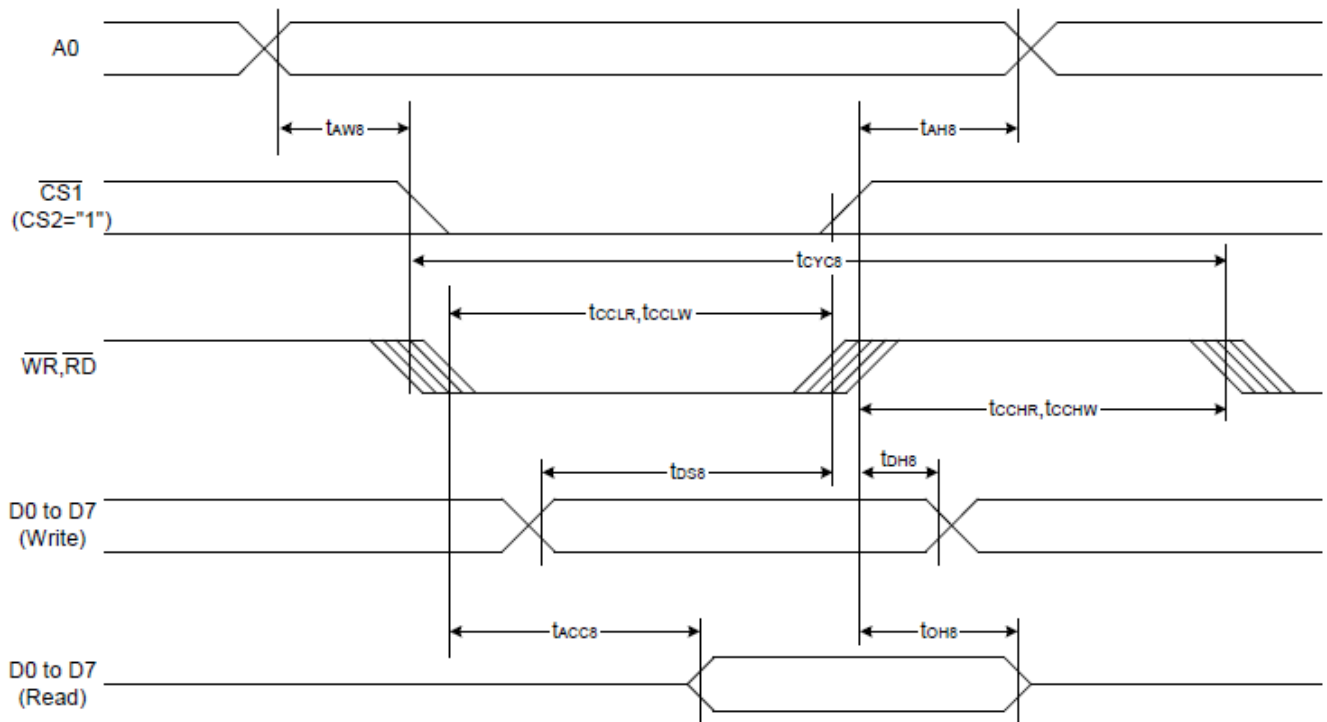 A0
tAW8
tAH8
CS1
(CS2="1")
tCYC8
tCCLR,tCCLW
WR,RD
tCCHR,tCCHW
tDS8
tDH8
D0 to D7
(Write)
tACC8
tOH8
D0 to D7
(Read)